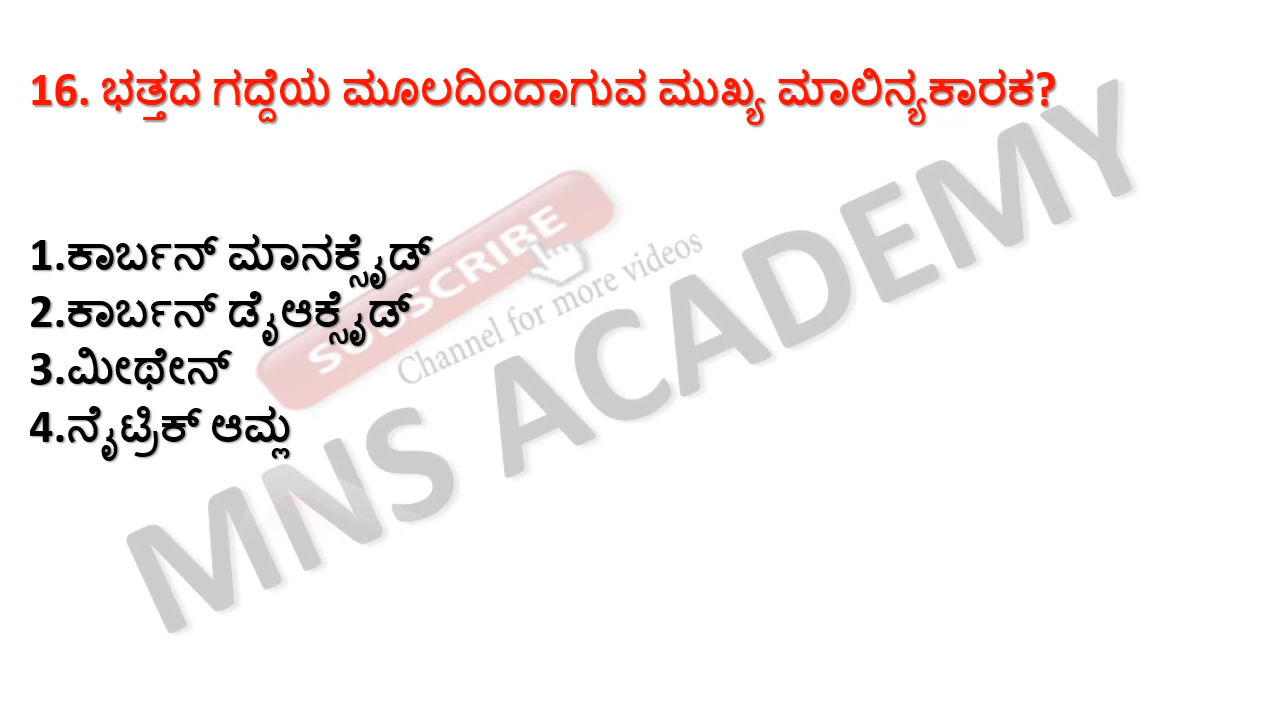 16. ಭತ್ತದ ಗದ್ದೆಯ ಮೂಲದಿಂದಾಗುವ ಮುಖ್ಯ ಮಾಲಿನ್ಯಕಾರಕ?
1.ಕಾರ್ಬನ್ ಮಾನಕ್ಸೈಡ್
2.ಕಾರ್ಬನ್ ಡೈಆಕ್ಸೈಡ್
3.ಮೀಥೇನ್
4.ನೈಟ್ರಿಕ್ ಆಮ್ಲ
SUBSCRIBE
Channel for more videos
MNS ACADEMY